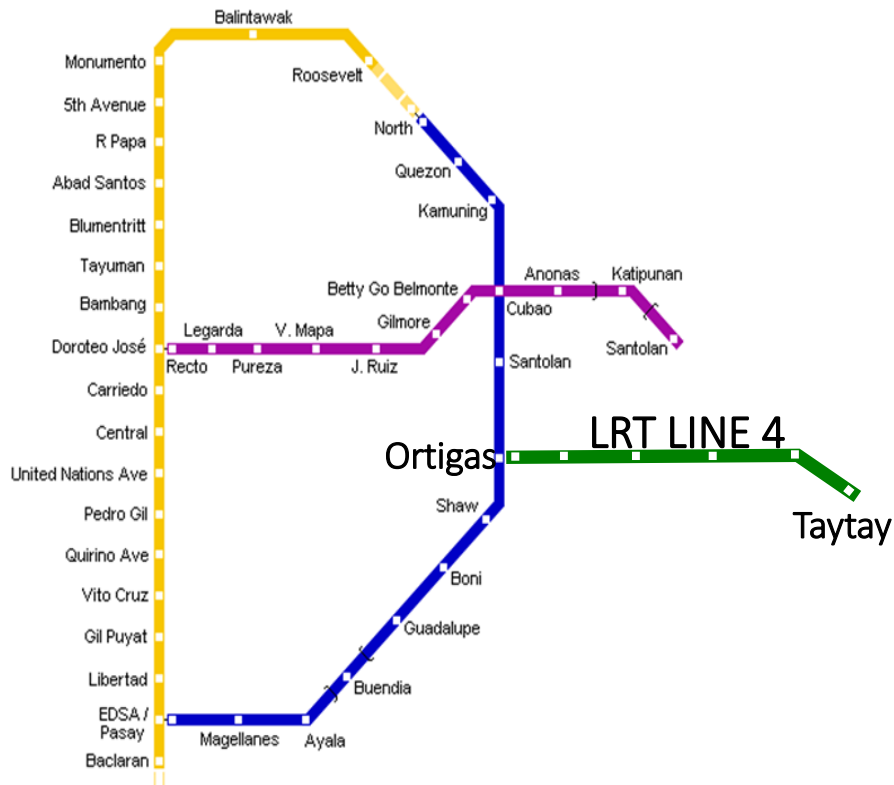 Balintawak
Monumento
Roosevelt
5th Avenue
North
R Papa
Quezon
Abad Santos
Kamuning
Blumentritt
Tayuman
Anonas
Katipunan
Betty Go Belmonte
Bambang
Cubao
Gilmore
Legarda
V. Mapa
Doroteo José
Santolan
Recto
Pureza
J. Ruiz
Santolan
Carriedo
Central
LRT LINE 4
Ortigas
United Nations Ave
Shaw
Pedro Gil
Taytay
Quirino Ave
Boni
Vito Cruz
Guadalupe
Gil Puyat
Libertad
Buendia
EDSA /
Pasay
Magellanes
Ayala
Baclaran